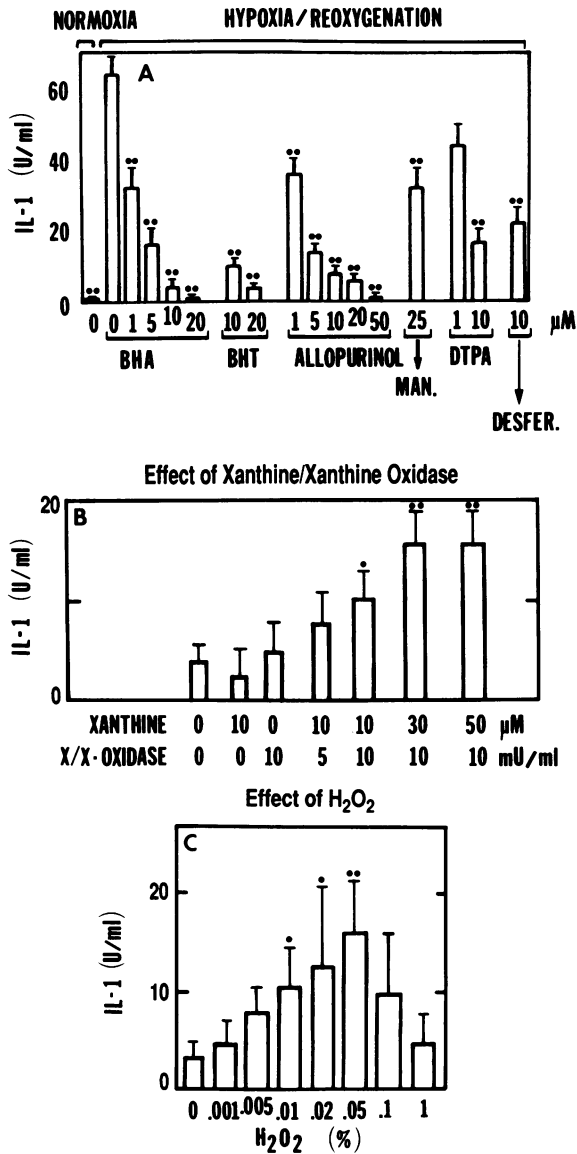 NORMOXIA HYPOXIA/REOXYGENATION
A
60
40
20
0
IL-1 (U/ml)
0 0 1 5 10 20 10 20 1 5 10 20 50 25 1 10 10 µM
BHA BHT ALLOPURINOL MAN. DTPA
DESFER.
Effect of Xanthine/Xanthine Oxidase
B
20
0
IL-1 (U/ml)
XANTHINE 0 10 0 10 10 30 50 µM
X/X·OXIDASE 0 0 10 5 10 10 10 mU/ml
Effect of H₂O₂
C
20
10
0
IL-1 (U/ml)
0 .001 .005 .01 .02 .05 .1 1
H₂O₂ (%)